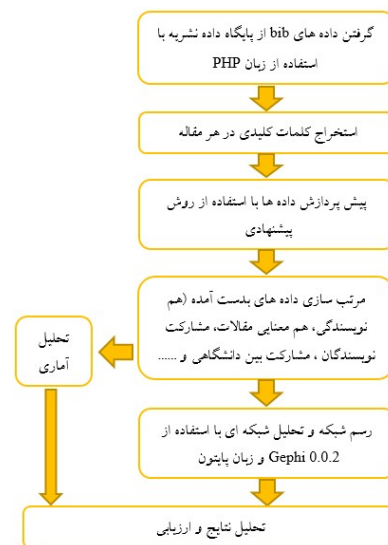 گرفتن داده های bib از پایگاه داده نشریه با
استفاده از زبان PHP
استخراج کلمات کلیدی در هر مقاله
پیش پردازش داده ها با استفاده از روش
پیشنهادی
مرتب سازی داده های بدست آمده (هم
نویسندگی، هم معنایی مقالات، مشارکت
نویسندگان ، مشارکت بین دانشگاهی و ......
تحلیل
آماری
رسم شبکه و تحلیل شبکه ای با استفاده از
Gephi 0.0.2 و زبان پایتون
تحلیل نتایج و ارزیابی